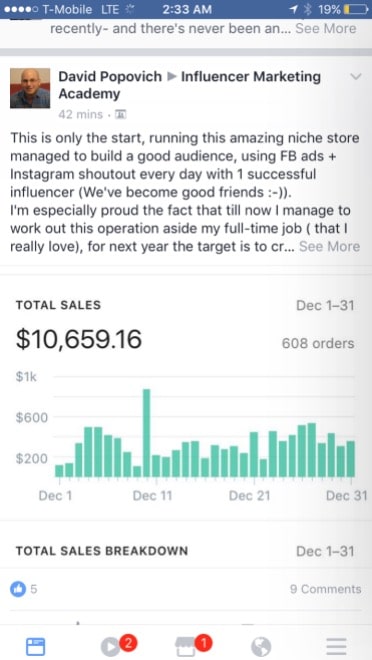 T-Mobile LTE 2:33 AM 19%
recently- and there's never been an... See More
David Popovich ▶ Influencer Marketing
Academy
42 mins ·
This is only the start, running this amazing niche store
managed to build a good audience, using FB ads +
Instagram shoutout every day with 1 successful
influencer (We've become good friends :-)).
I'm especially proud the fact that till now I manage to
work out this operation aside my full-time job ( that I
really love), for next year the target is to cr... See More
TOTAL SALES Dec 1–31
$10,659.16 608 orders
$1k
$600
$200
Dec 1 Dec 11 Dec 21 Dec 31
TOTAL SALES BREAKDOWN Dec 1–31
5 9 Comments
2 1